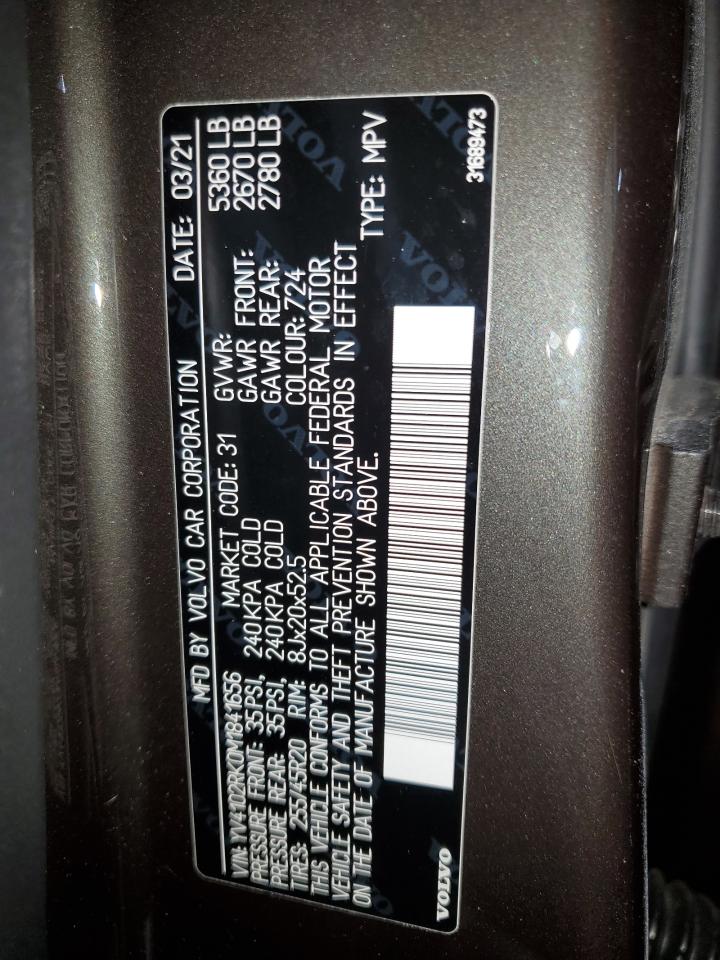 MFD BY VOLVO CAR CORPORATION DATE: 03/21
VIN: YV4102RK0M1841656 MARKET CODE: 31 GVWR: 5360 LB
PRESSURE FRONT: 35PSI, 240KPA COLD GAWR FRONT: 2670 LB
PRESSURE REAR: 35PSI, 240KPA COLD GAWR REAR: 2780 LB
TIRES: 255/45R20 RIM: 8Jx20x52.5 COLOUR: 724
THIS VEHICLE CONFORMS TO ALL APPLICABLE FEDERAL MOTOR
VEHICLE SAFETY AND THEFT PREVENTION STANDARDS IN EFFECT
ON THE DATE OF MANUFACTURE SHOWN ABOVE. TYPE: MPV
VOLVO 31689473